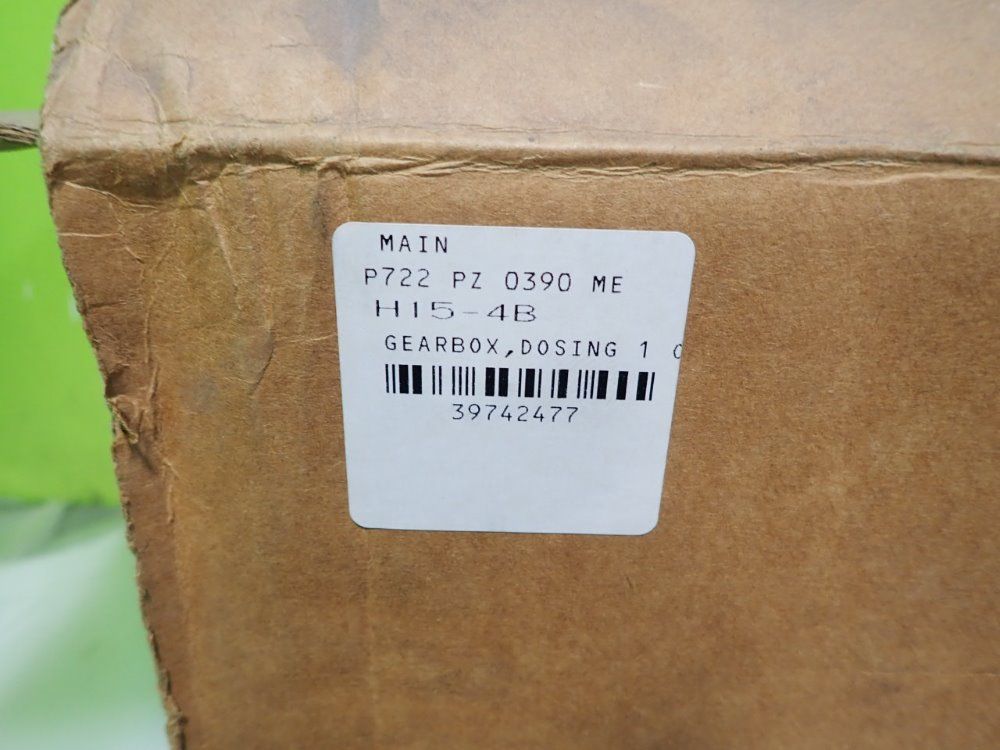 MAIN
P722 PZ 0390 ME
H15-4B
GEARBOX,DOSING 1
39742477